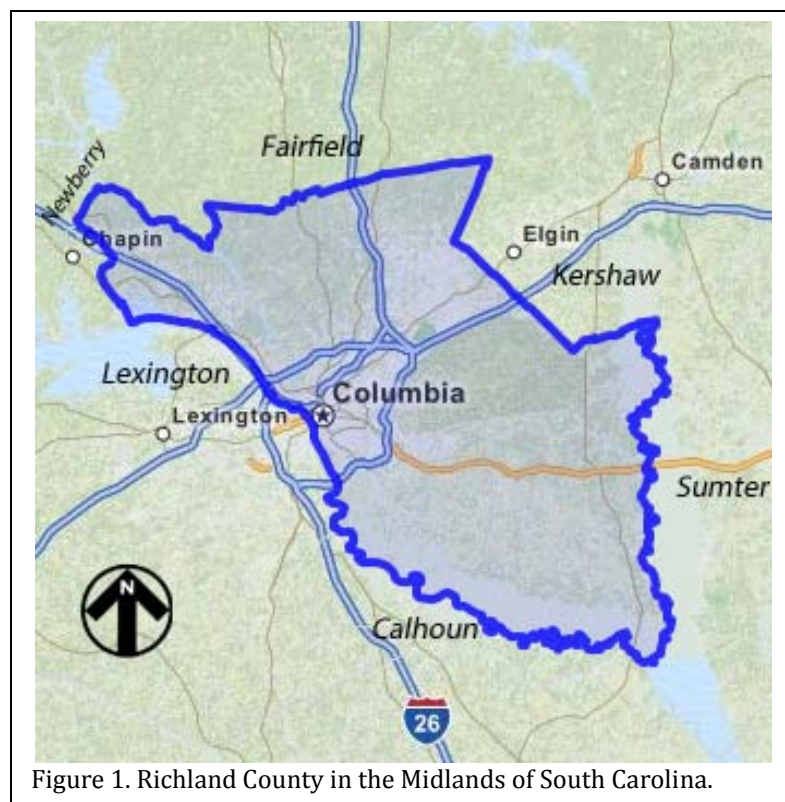 Fairfield
Newberry
Camden
Chapin
Elgin
Kershaw
Lexington
Columbia
Lexington
Sumter
N
Calhoun
26
Figure 1. Richland County in the Midlands of South Carolina.